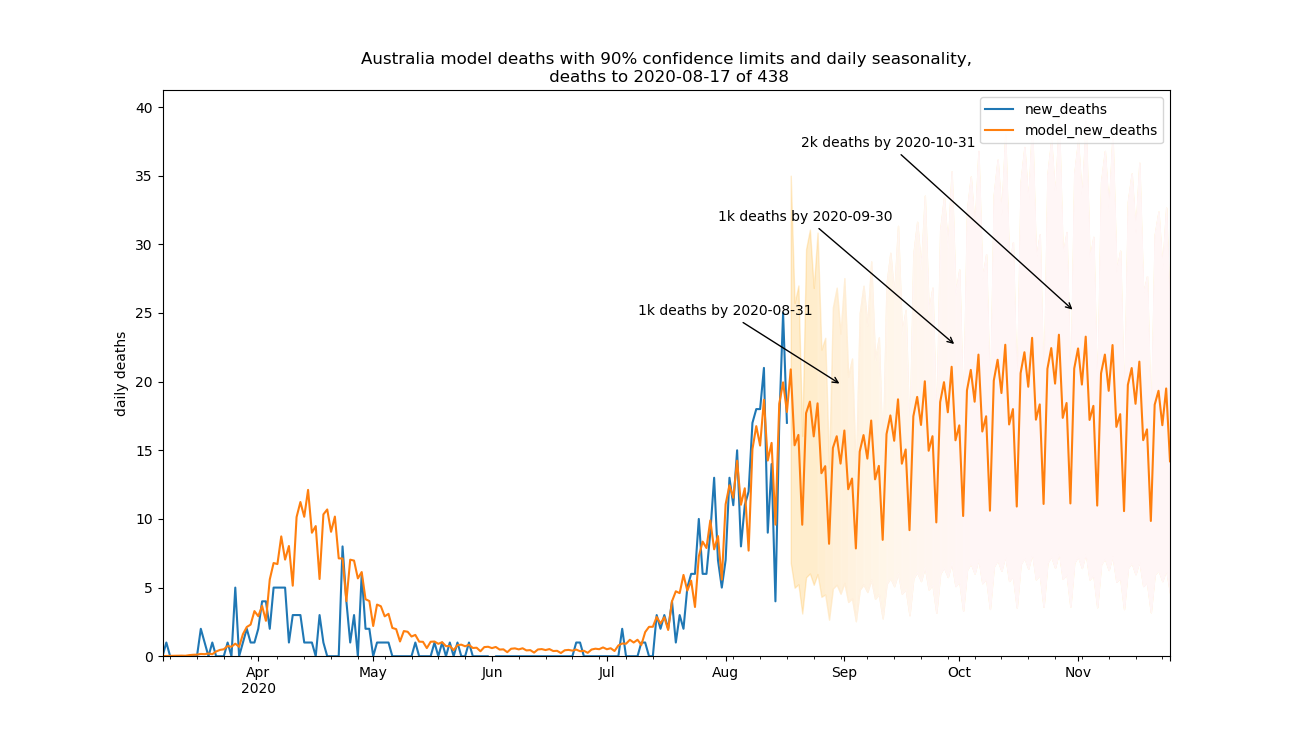 Australia model deaths with 90% confidence limits and daily seasonality,
deaths to 2020-08-17 of 438
new_deaths
model_new_deaths
2k deaths by 2020-10-31
1k deaths by 2020-09-30
1k deaths by 2020-08-31
daily deaths
40
35
30
25
20
15
10
5
0
Apr May Jun Jul Aug Sep Oct Nov
2020